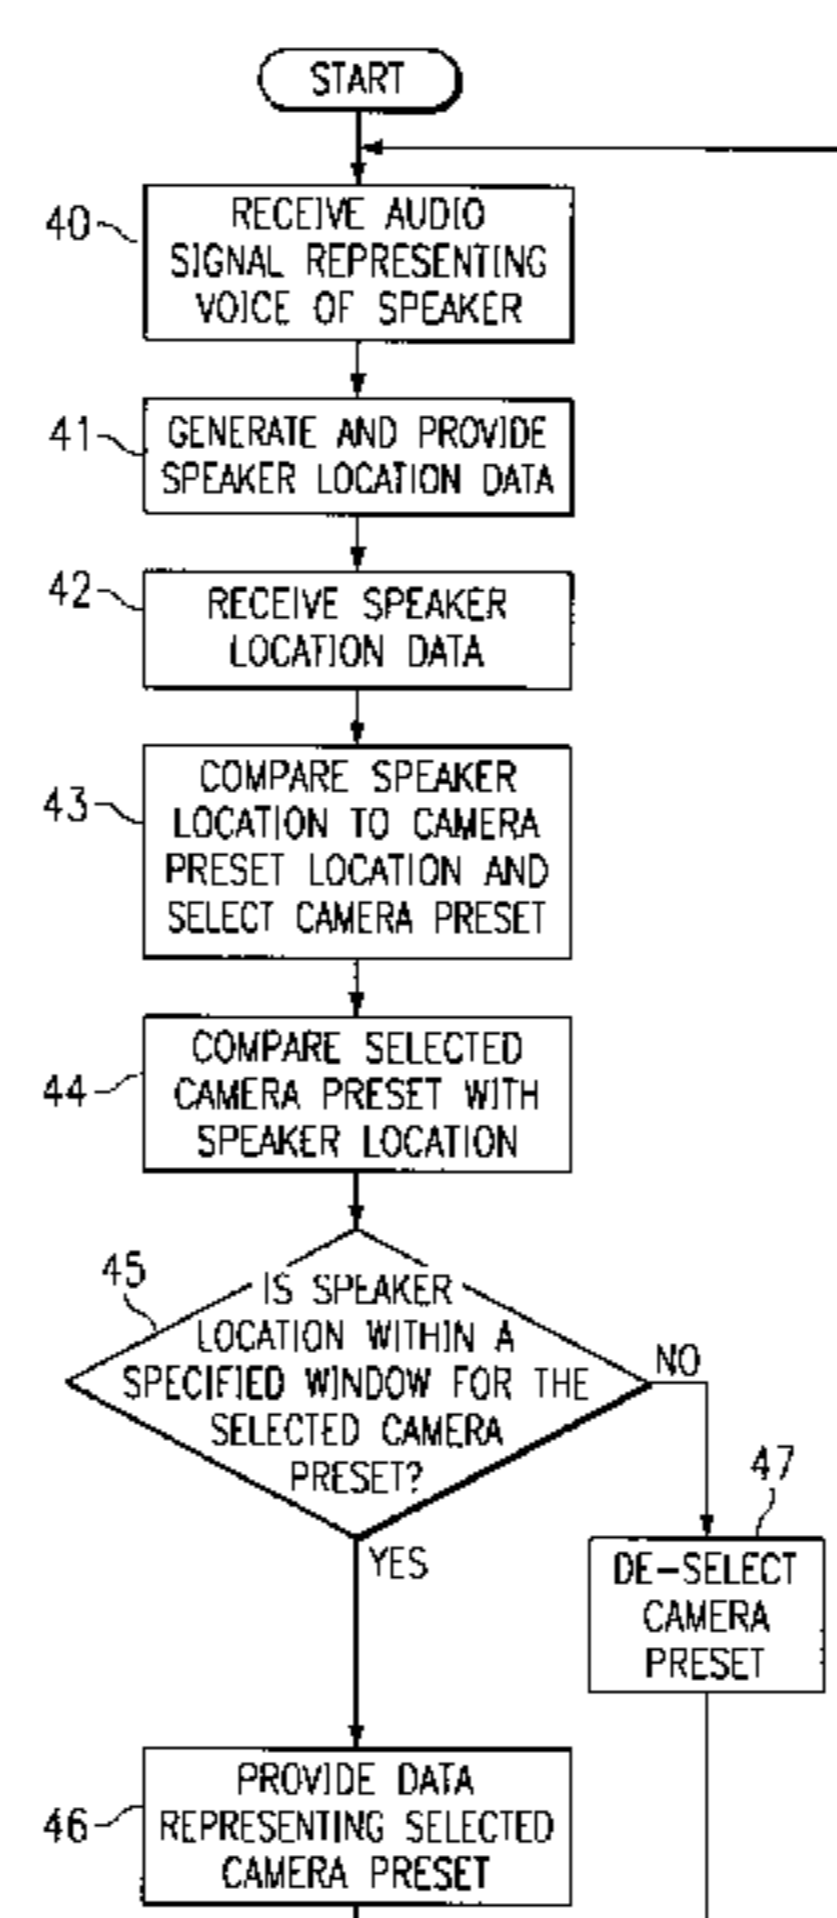 START
40
RECEIVE AUDIO
SIGNAL REPRESENTING
VOICE OF SPEAKER
41
GENERATE AND PROVIDE
SPEAKER LOCATION DATA
42
RECEIVE SPEAKER
LOCATION DATA
43
COMPARE SPEAKER
LOCATION TO CAMERA
PRESET LOCATION AND
SELECT CAMERA PRESET
44
COMPARE SELECTED
CAMERA PRESET WITH
SPEAKER LOCATION
45
IS SPEAKER
LOCATION WITHIN A
SPECIFIED WINDOW FOR THE
SELECTED CAMERA
PRESET?
NO
YES
47
DE-SELECT
CAMERA
PRESET
46
PROVIDE DATA
REPRESENTING SELECTED
CAMERA PRESET